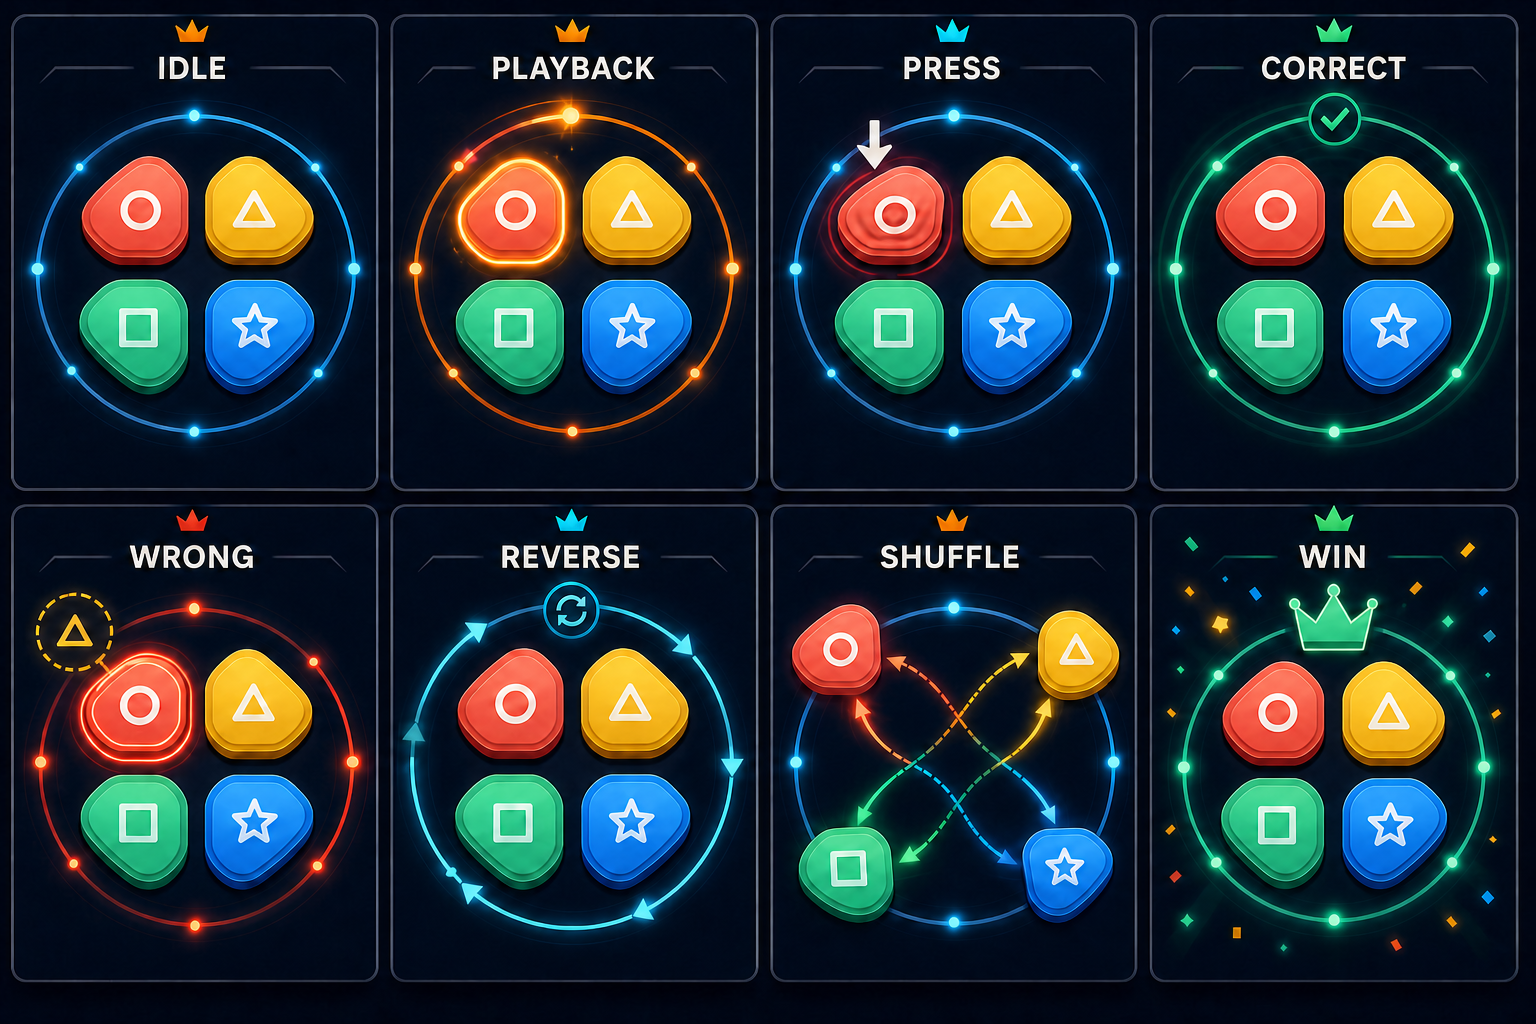 IDLE
PLAYBACK
PRESS
CORRECT
WRONG
REVERSE
SHUFFLE
WIN